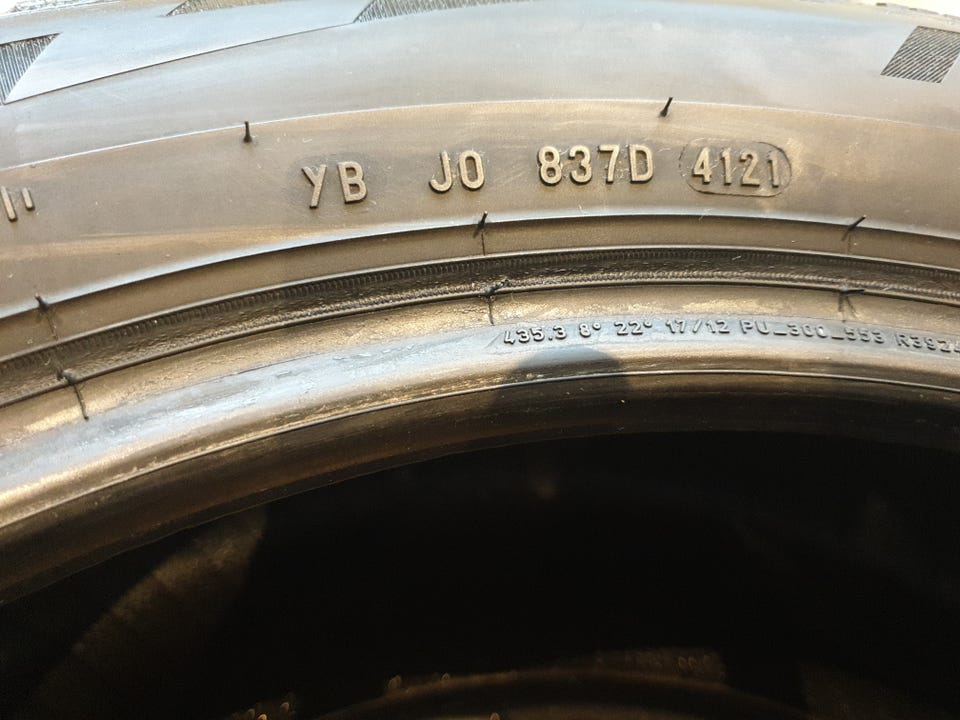 YB JO 837D 4121
435.3 8° 22° 17/12 PU_300_553